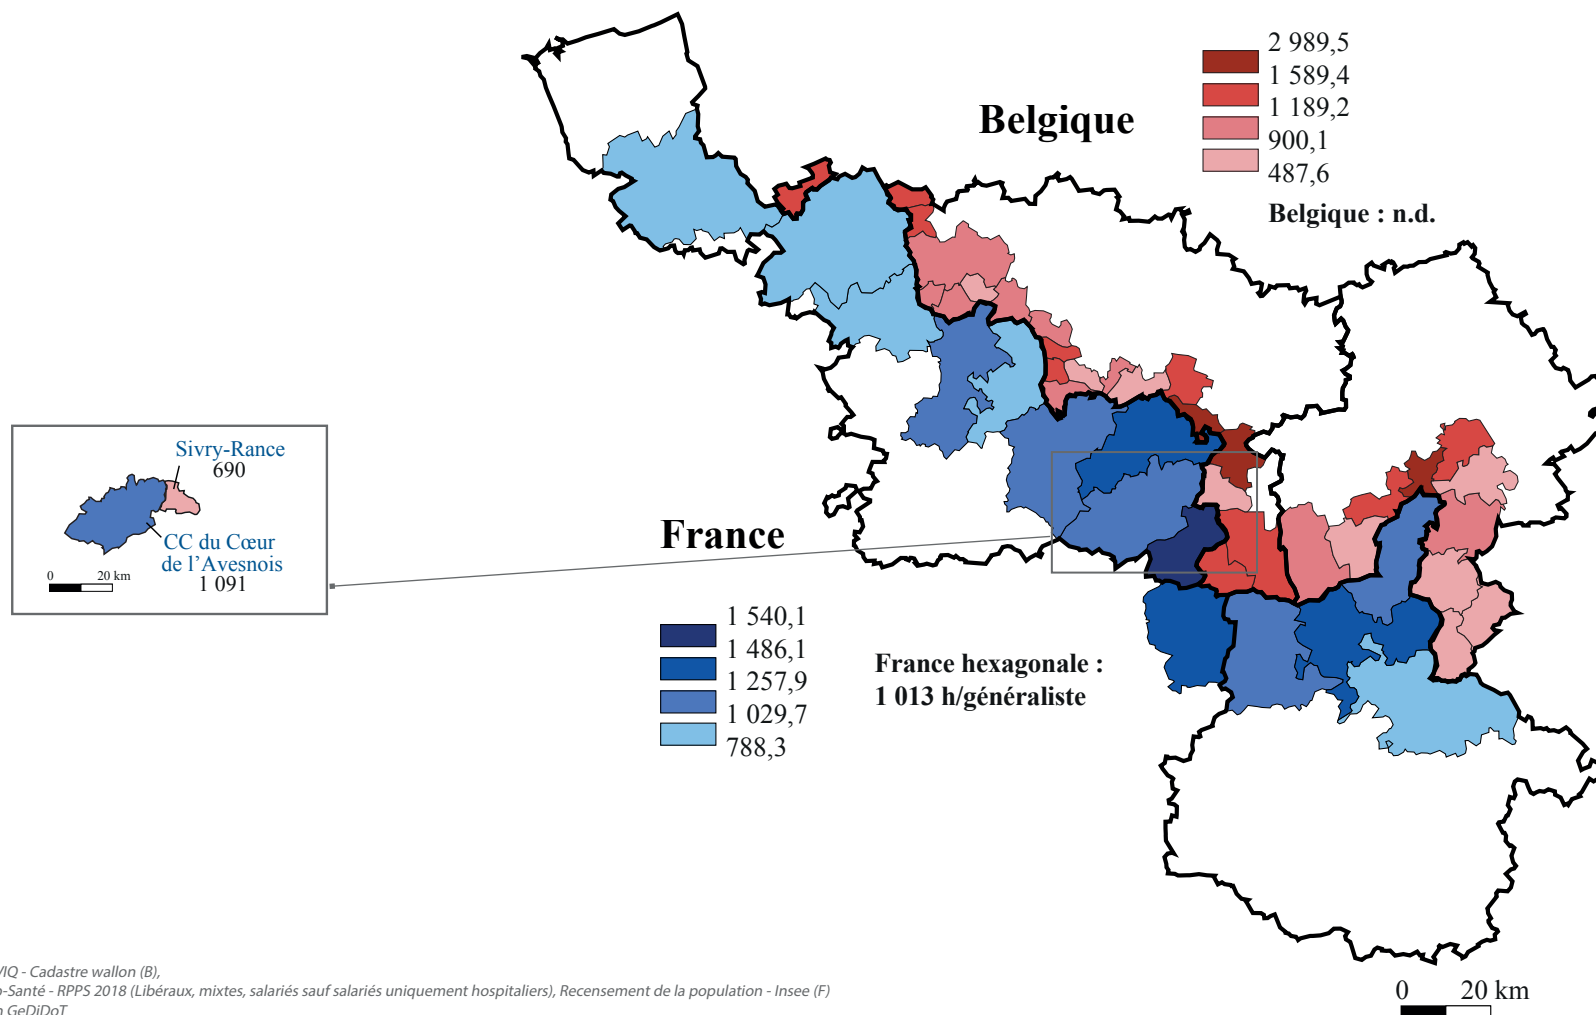 Belgique
2 989,5
1 589,4
1 189,2
900,1
487,6
Belgique : n.d.
Sivry-Rance
690
CC du Cœur
de l'Avesnois
1 091
0 20 km
France
1 540,1
1 486,1
1 257,9
1 029,7
788,3
France hexagonale :
1 013 h/généraliste
- Cadastre wallon (B),
-Santé - RPPS 2018 (Libéraux, mixtes, salariés sauf salariés uniquement hospitaliers), Recensement de la population - Insee (F)
GeDiDoT
0 20 km